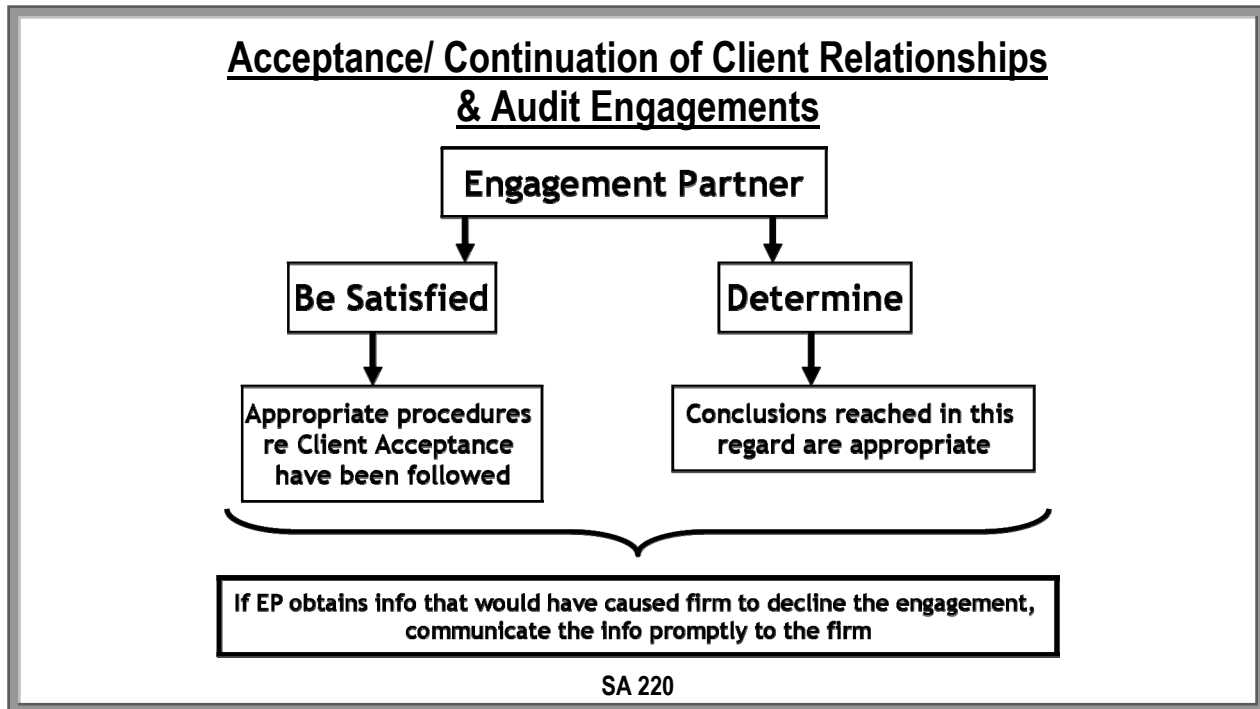 Acceptance/ Continuation of Client Relationships
& Audit Engagements
Engagement Partner
Be Satisfied
Determine
Appropriate procedures
re Client Acceptance
have been followed
Conclusions reached in this
regard are appropriate
If EP obtains info that would have caused firm to decline the engagement,
communicate the info promptly to the firm
SA 220